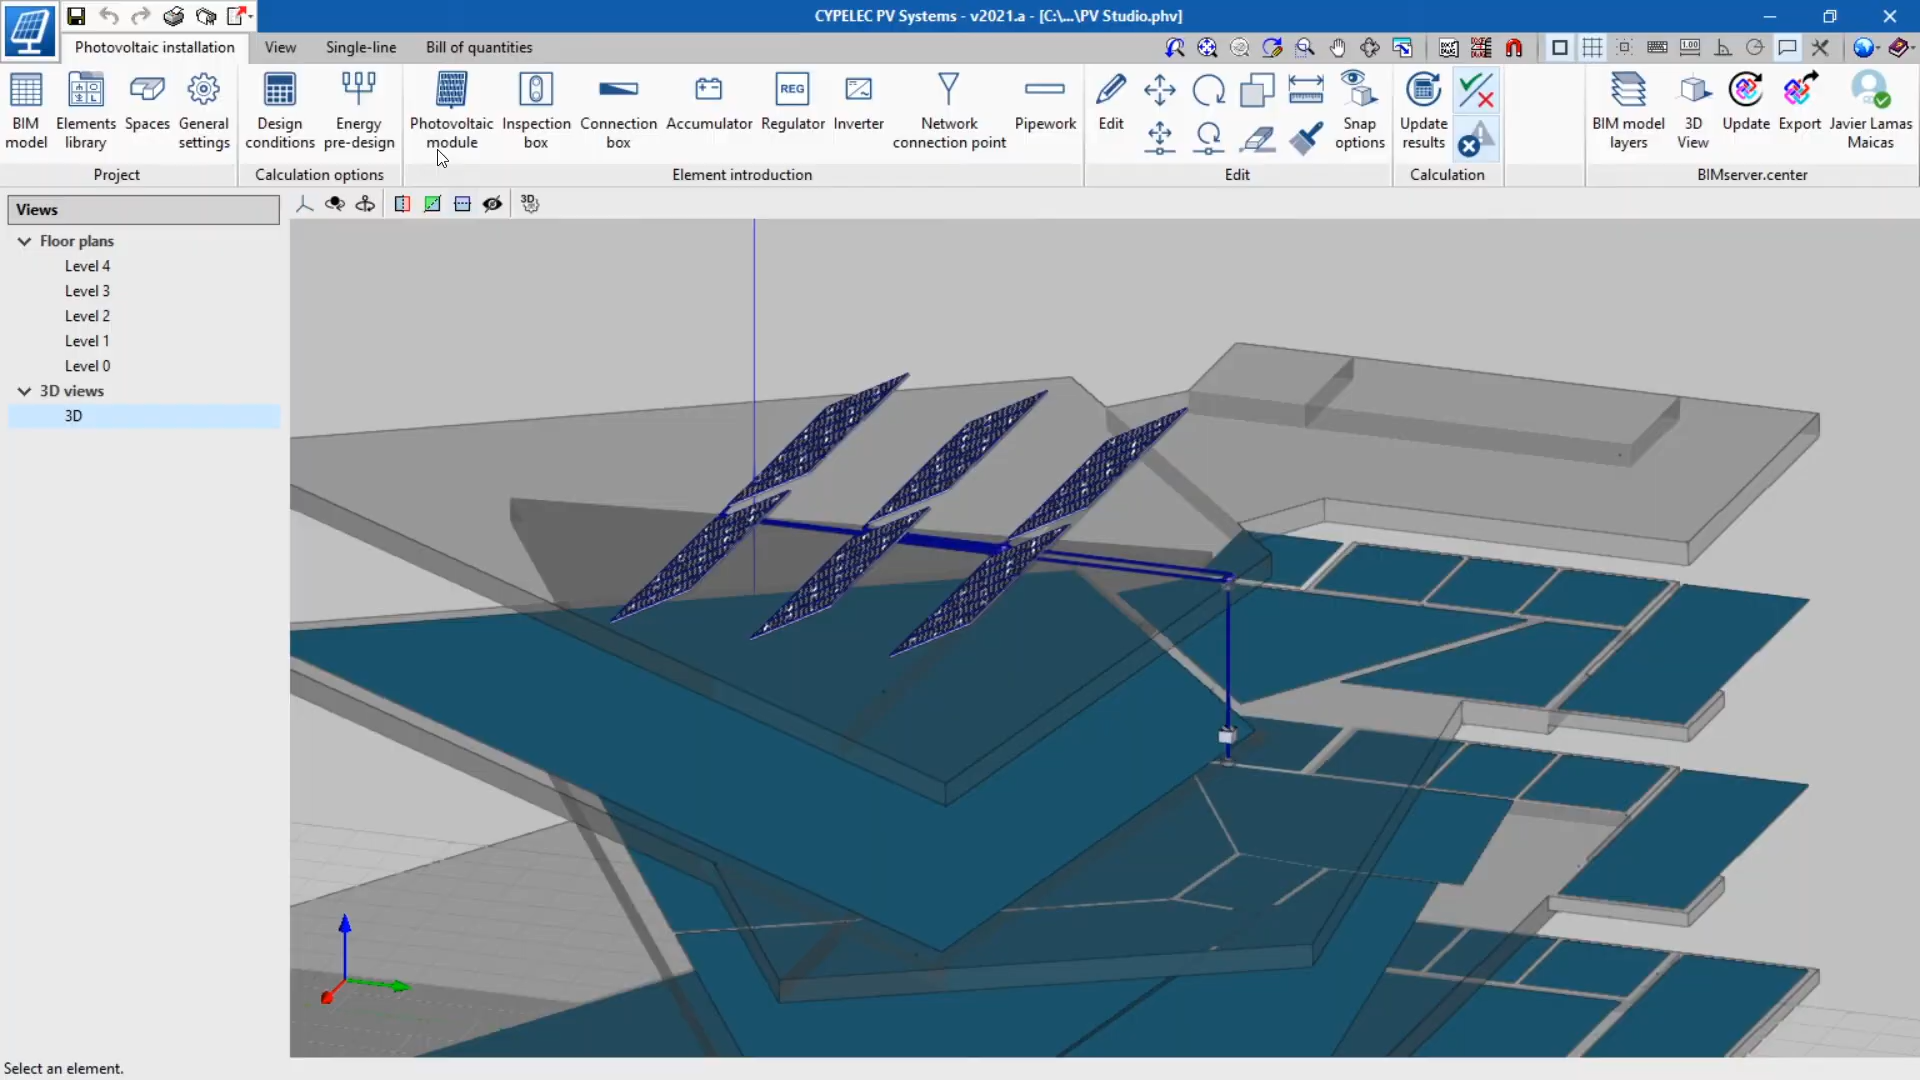 CYPELEC PV Systems - v2021.a - [C:\...\PV Studio.phv]
Photovoltaic installation
View
Single-line
Bill of quantities
BIM model
Elements library
Spaces
General settings
Design conditions
Energy pre-design
Photovoltaic module
Inspection box
Connection box
Accumulator
REG
Regulator
Inverter
Network connection point
Pipework
Edit
Snap options
Update results
BIM model layers
3D View
Update
Export
Javier Lamas Maicas
Project
Calculation options
Element introduction
Edit
Calculation
BIMserver.center
Views
3D
Floor plans
Level 4
Level 3
Level 2
Level 1
Level 0
3D views
3D
Select an element.